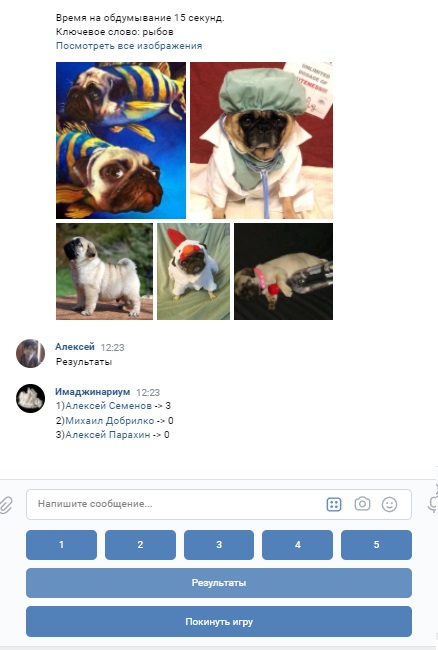 Время на обдумывание 15 секунд.
Ключевое слово: рыбов
Посмотреть все изображения
UNLIMITED
DOSAGE OF
Алексей 12:23
Результаты
Имаджинариум 12:23
1)Алексей Семенов -> 3
2)Михаил Добрилко -> 0
3)Алексей Парахин -> 0
Напишите сообщение...
1 2 3 4 5
Результаты
Покинуть игру